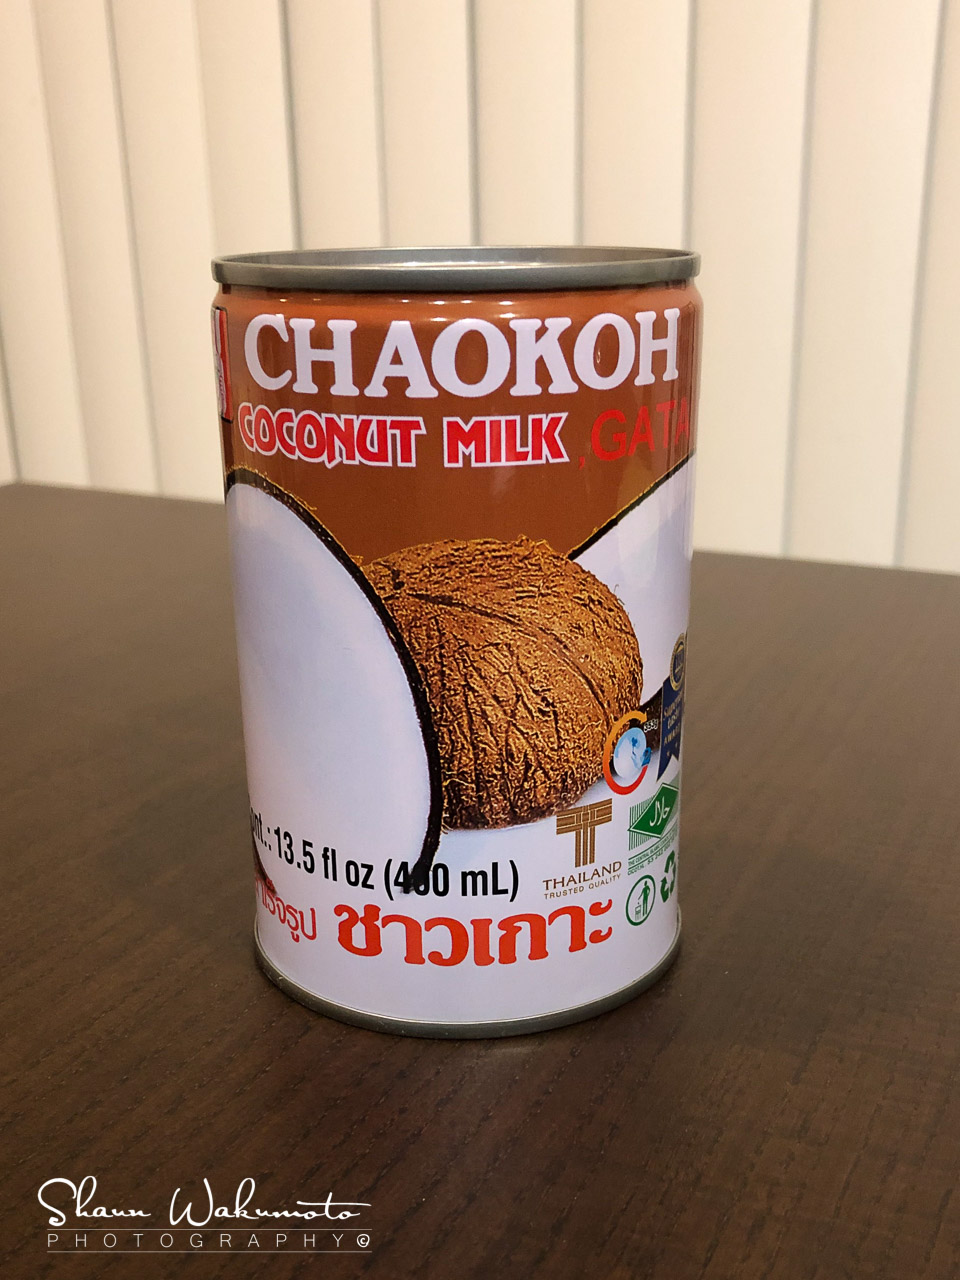 CHAOKOH
COCONUT MILK , GATA
13.5 fl oz (400 mL)
THAILAND
TRUSTED QUALITY
ชาวเกาะ
Shaun Wakumoto
PHOTOGRAPHY©